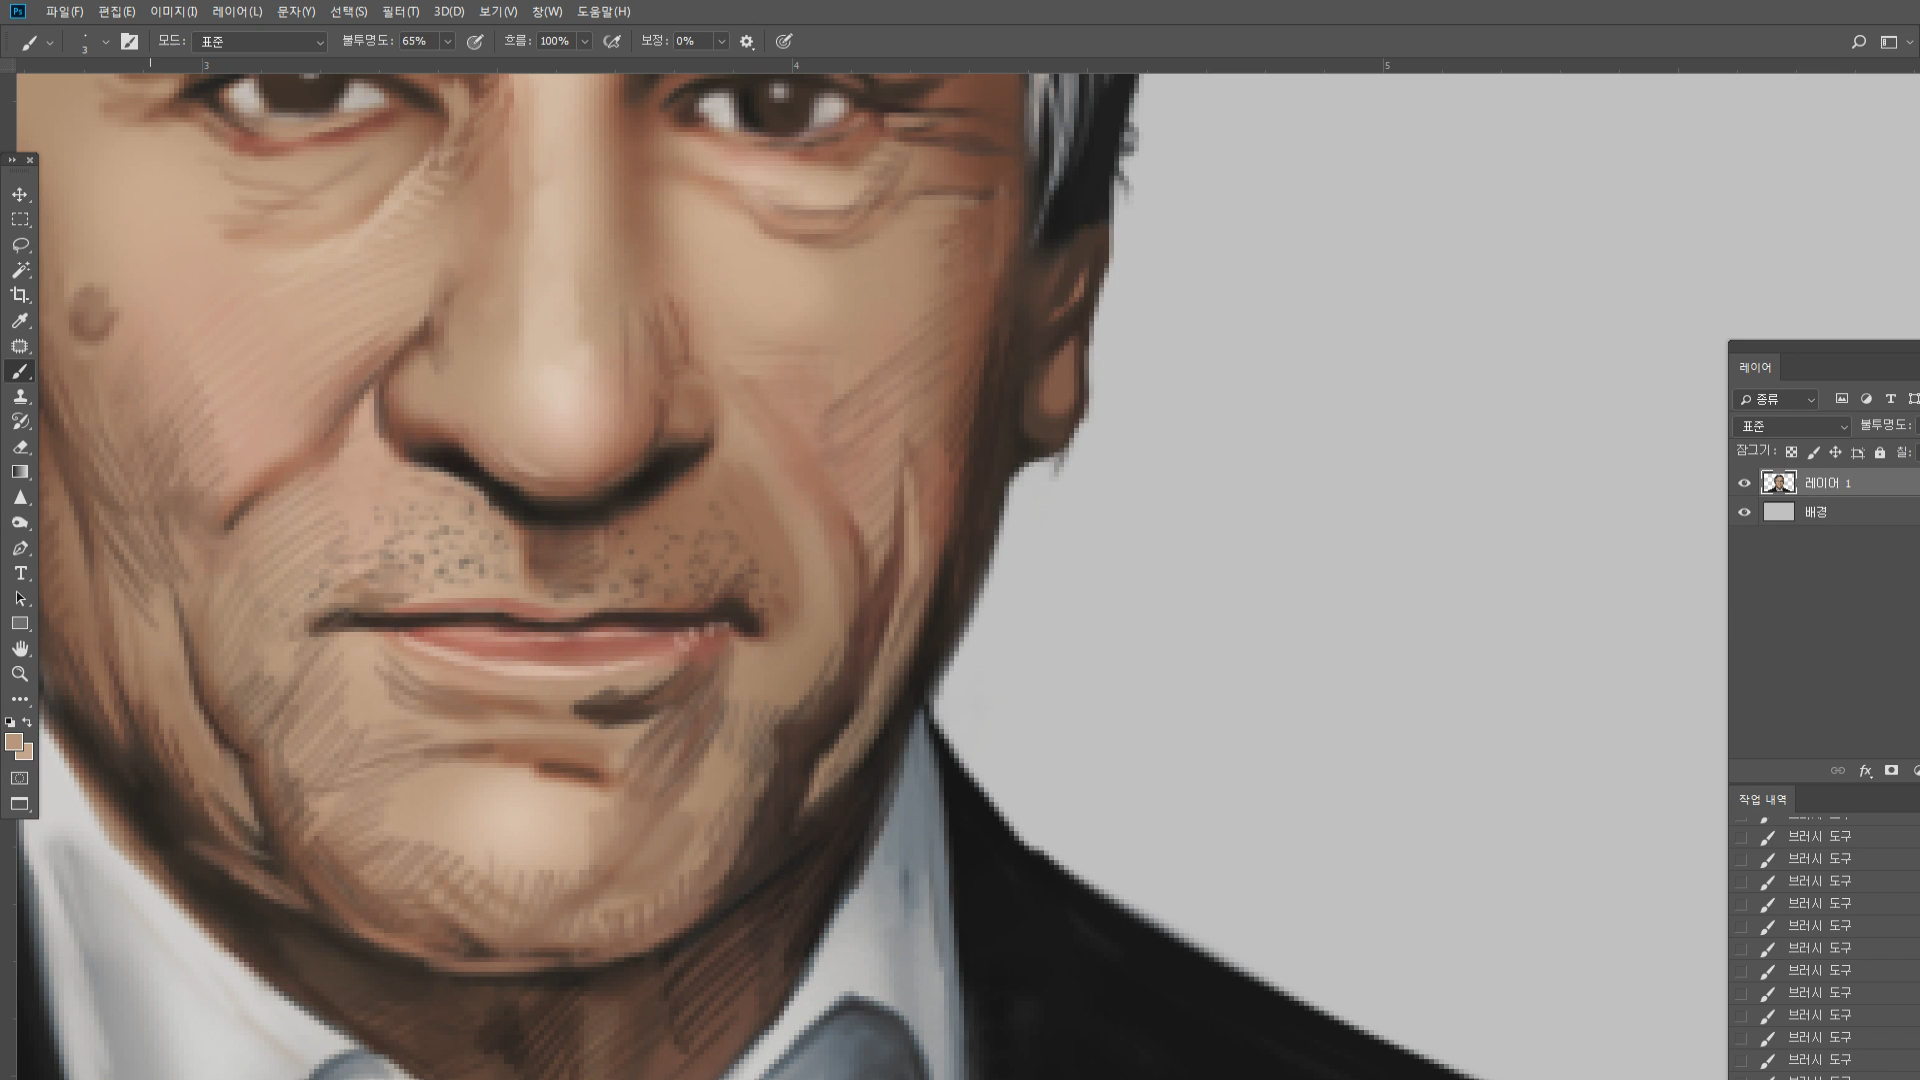 Ps 파일(F) 편집(E) 이미지(I) 레이어(L) 문자(Y) 선택(S) 필터(T) 3D(D) 보기(V) 창(W) 도움말(H)
3 모드: 표준 불투명도: 65% 흐름: 100% 보정: 0%
3 4 5
레이어
종류
표준 불투명도:
잠그기: 칠:
레이어 1
배경
fx
작업 내역
브러시 도구
브러시 도구
브러시 도구
브러시 도구
브러시 도구
브러시 도구
브러시 도구
브러시 도구
브러시 도구
브러시 도구
브러시 도구